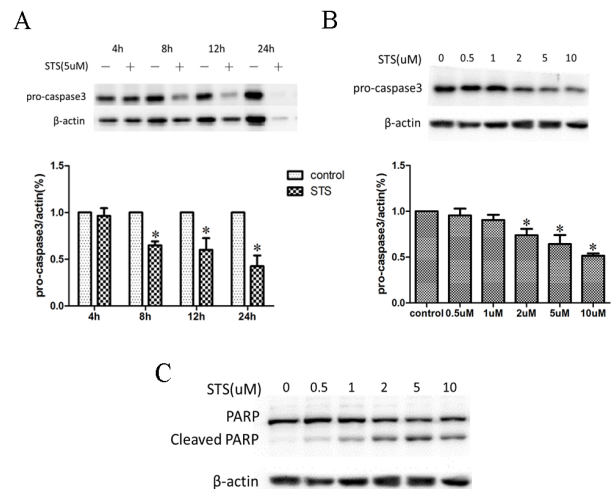 A
4h 8h 12h 24h
STS(5uM) — + — + — + — +
pro-caspase3
β-actin
pro-caspase3/actin(%)
1.5
1.0
0.5
0.0
* * *
4h 8h 12h 24h
control
STS
B
STS(uM) 0 0.5 1 2 5 10
pro-caspase3
β-actin
pro-caspase3/actin(%)
1.5
1.0
0.5
0.0
* * *
control 0.5uM 1uM 2uM 5uM 10uM
C
STS(uM) 0 0.5 1 2 5 10
PARP
Cleaved PARP
β-actin